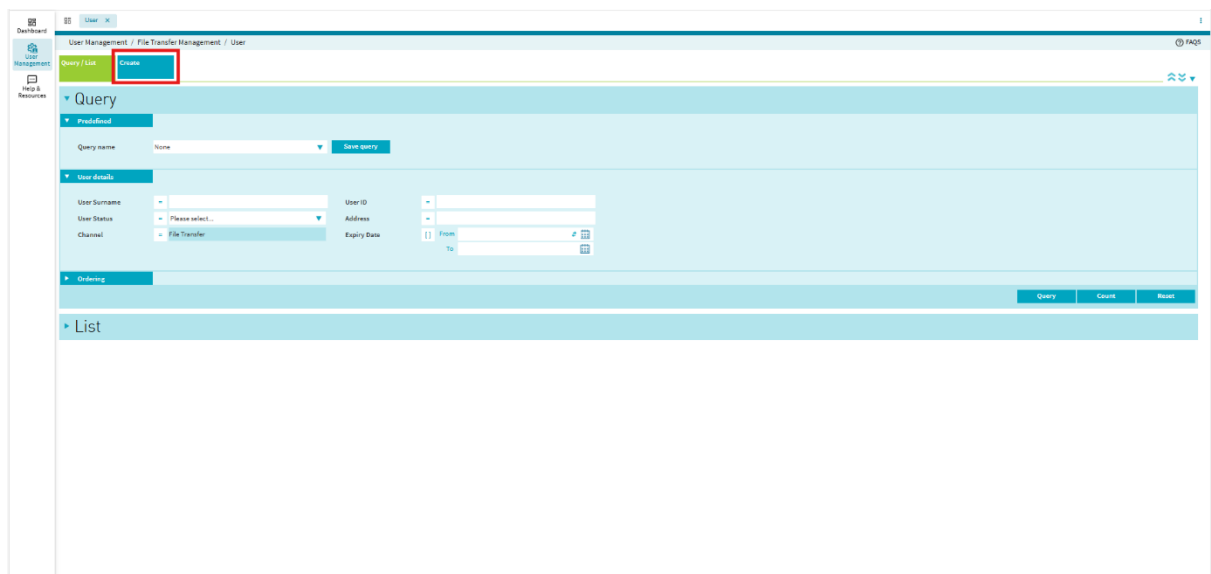 Dashboard
User Management
Help & Resources
User ×
User Management / File Transfer Management / User
FAQS
Query / List
Create
Query
Predefined
Query name None Save query
User details
User Surname = User ID =
User Status = Please select... Address =
Channel = File Transfer Expiry Date [ ] From
To
Ordering
Query Count Reset
List